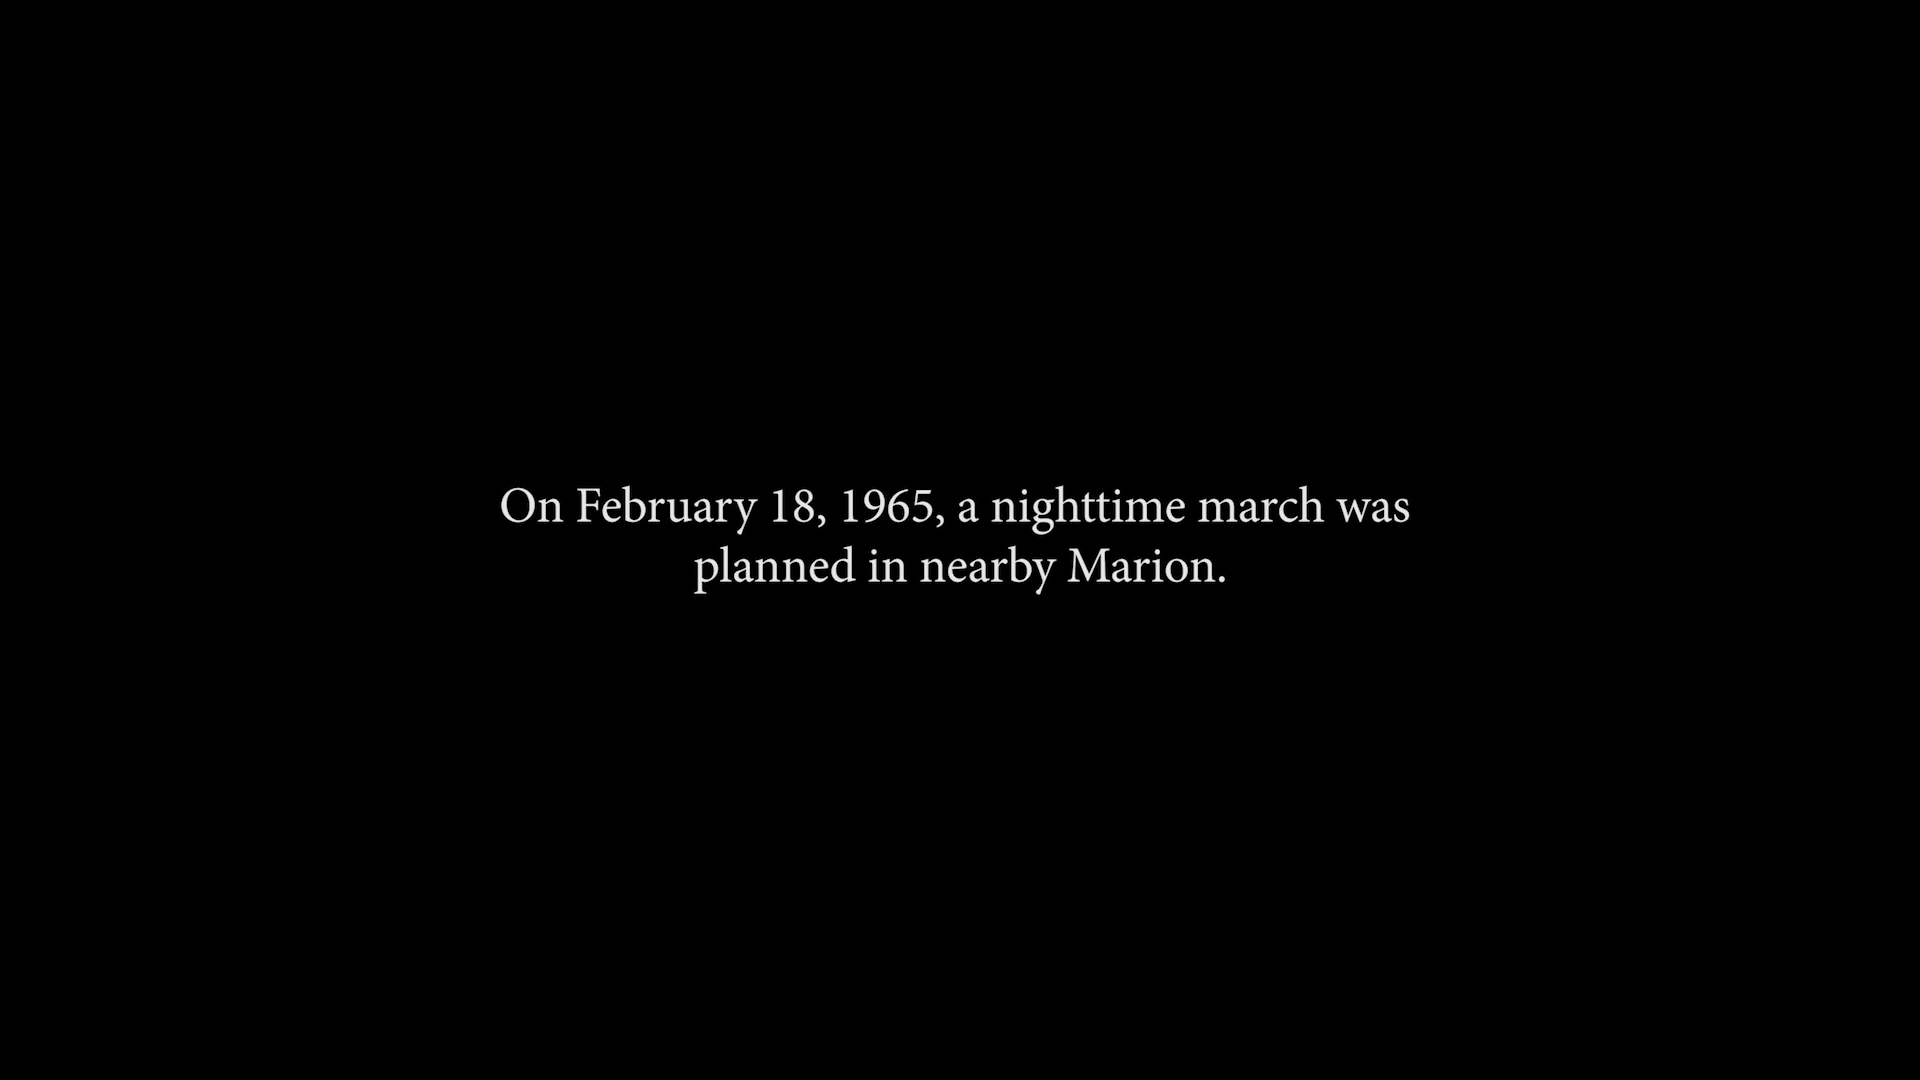 On February 18, 1965, a nighttime march was
planned in nearby Marion.